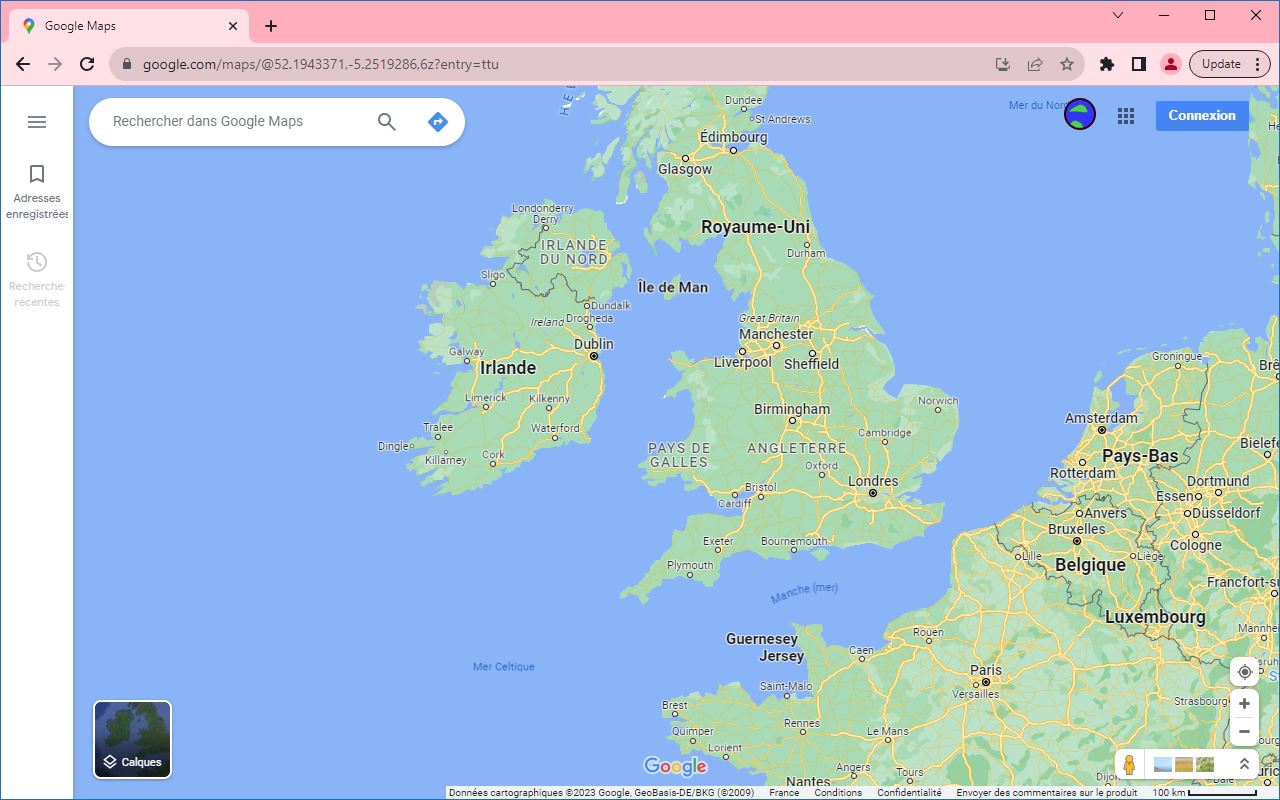 Google Maps
google.com/maps/@52.1943371,-5.2519286,6z?entry=ttu
Update
Rechercher dans Google Maps
Connexion
Adresses
enregistrées
Recherche
récentes
Mer du Nord
Dundee
St Andrews
Édimbourg
Glasgow
Londonderry
Derry
Royaume-Uni
IRLANDE
DU NORD
Durham
Sligo
Île de Man
Dundalk
Ireland
Drogheda
Great Britain
Manchester
Dublin
Galway
Liverpool
Sheffield
Irlande
Groningue
Limerick
Kilkenny
Norwich
Birmingham
Amsterdam
Tralee
Waterford
Cambridge
Dingle
PAYS DE
GALLES
ANGLETERRE
Pays-Bas
Killarney
Cork
Oxford
Rotterdam
Londres
Dortmund
Bristol
Essen
Cardiff
Anvers
Düsseldorf
Bruxelles
Exeter
Bournemouth
Cologne
Lille
Liège
Plymouth
Belgique
Francfort-su
Manche (mer)
Luxembourg
Guernesey
Jersey
Rouen
Mannhe
Caen
Mer Celtique
Paris
Saint-Malo
Versailles
Strasbourg
Brest
Rennes
Quimper
Le Mans
Lorient
Calques
Google
Angers
Tours
Dijo
Nantes
Données cartographiques ©2023 Google, GeoBasis-DE/BKG (©2009)
France
Conditions
Confidentialité
Envoyer des commentaires sur le produit
100 km